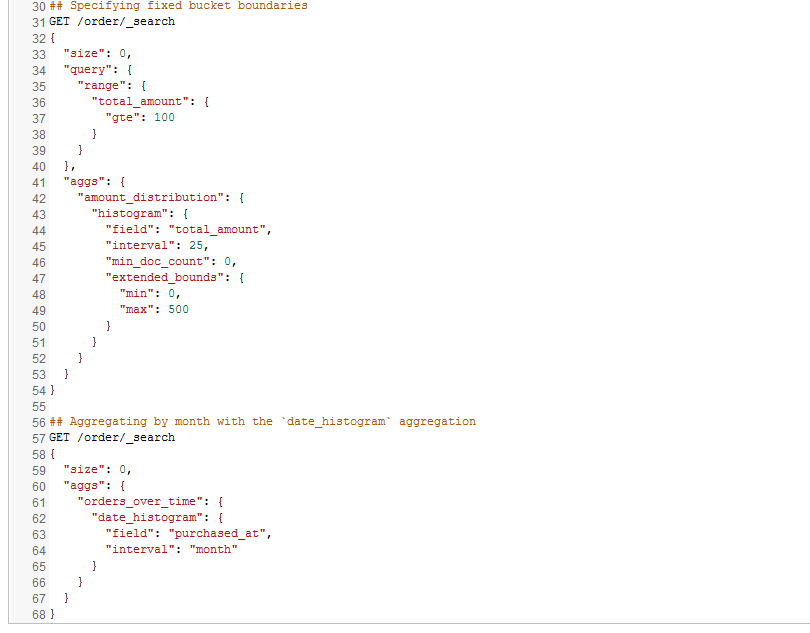 30 ## Specifying fixed bucket boundaries
31 GET /order/_search
32 {
33   "size": 0,
34   "query": {
35     "range": {
36       "total_amount": {
37         "gte": 100
38       }
39     }
40   },
41   "aggs": {
42     "amount_distribution": {
43       "histogram": {
44         "field": "total_amount",
45         "interval": 25,
46         "min_doc_count": 0,
47         "extended_bounds": {
48           "min": 0,
49           "max": 500
50         }
51       }
52     }
53   }
54 }
55
56 ## Aggregating by month with the `date_histogram` aggregation
57 GET /order/_search
58 {
59   "size": 0,
60   "aggs": {
61     "orders_over_time": {
62       "date_histogram": {
63         "field": "purchased_at",
64         "interval": "month"
65       }
66     }
67   }
68 }